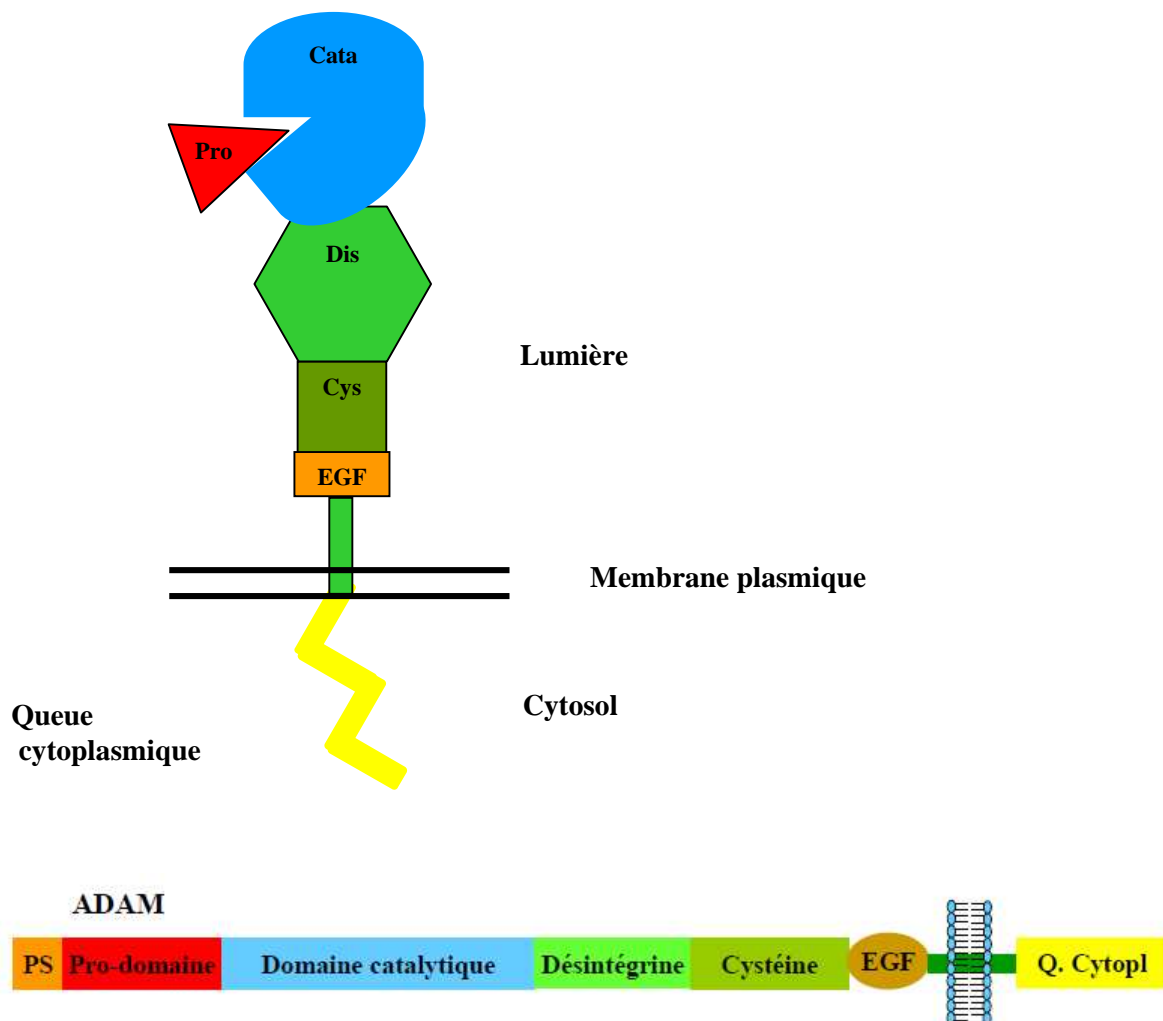 Cata
Pro
Dis
Lumière
Cys
EGF
Membrane plasmique
Cytosol
Queue
cytoplasmique
ADAM
PS Pro-domaine Domaine catalytique Désintégrine Cystéine EGF Q. Cytopl